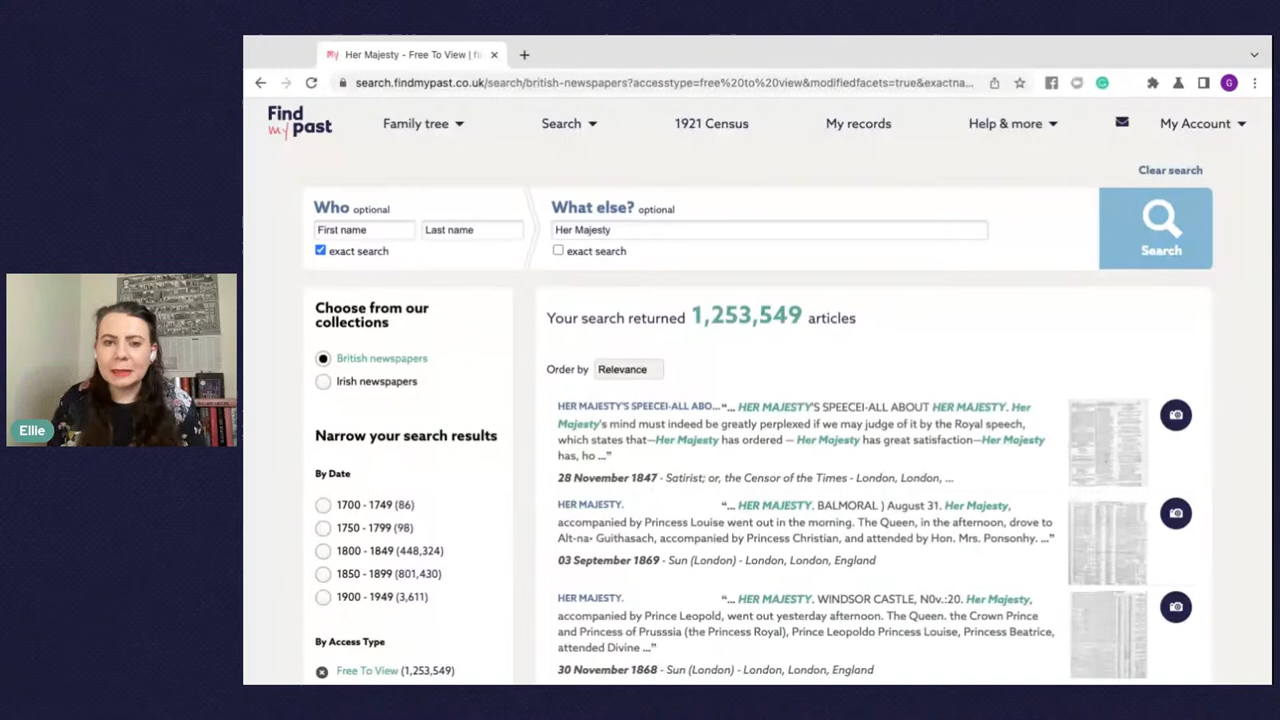 Her Majesty - Free To View | fi
search.findmypast.co.uk/search/british-newspapers?accesstype=free%20to%20view&modifiedfacets=true&exactna...
Find my past
Family tree
Search
1921 Census
My records
Help & more
My Account
Clear search
Who optional
What else? optional
First name
Last name
Her Majesty
exact search
exact search
Search
Choose from our
collections
British newspapers
Irish newspapers
Narrow your search results
By Date
1700 - 1749 (86)
1750 - 1799 (98)
1800 - 1849 (448,324)
1850 - 1899 (801,430)
1900 - 1949 (3,611)
By Access Type
Free To View (1,253,549)
Your search returned 1,253,549 articles
Order by Relevance
HER MAJESTY'S SPEECEI-ALL ABO... "... HER MAJESTY'S SPEECEI-ALL ABOUT HER MAJESTY. Her
Majesty's mind must indeed be greatly perplexed if we may judge of it by the Royal speech,
which states that—Her Majesty has ordered — Her Majesty has great satisfaction—Her Majesty
has, ho ..."
28 November 1847 - Satirist; or, the Censor of the Times - London, London, ...
HER MAJESTY. "... HER MAJESTY. BALMORAL ) August 31. Her Majesty,
accompanied by Princess Louise went out in the morning. The Queen, in the afternoon, drove to
Alt-na• Guithasach, accompanied by Princess Christian, and attended by Hon. Mrs. Ponsonhy. ..."
03 September 1869 - Sun (London) - London, London, England
HER MAJESTY. "... HER MAJESTY. WINDSOR CASTLE, N0v.:20. Her Majesty,
accompanied by Prince Leopold, went out yesterday afternoon. The Queen. the Crown Prince
and Princess of Prusssia (the Princess Royal), Prince Leopoldo Princess Louise, Princess Beatrice,
attended Divine ..."
30 November 1868 - Sun (London) - London, London, England
G
Ellie